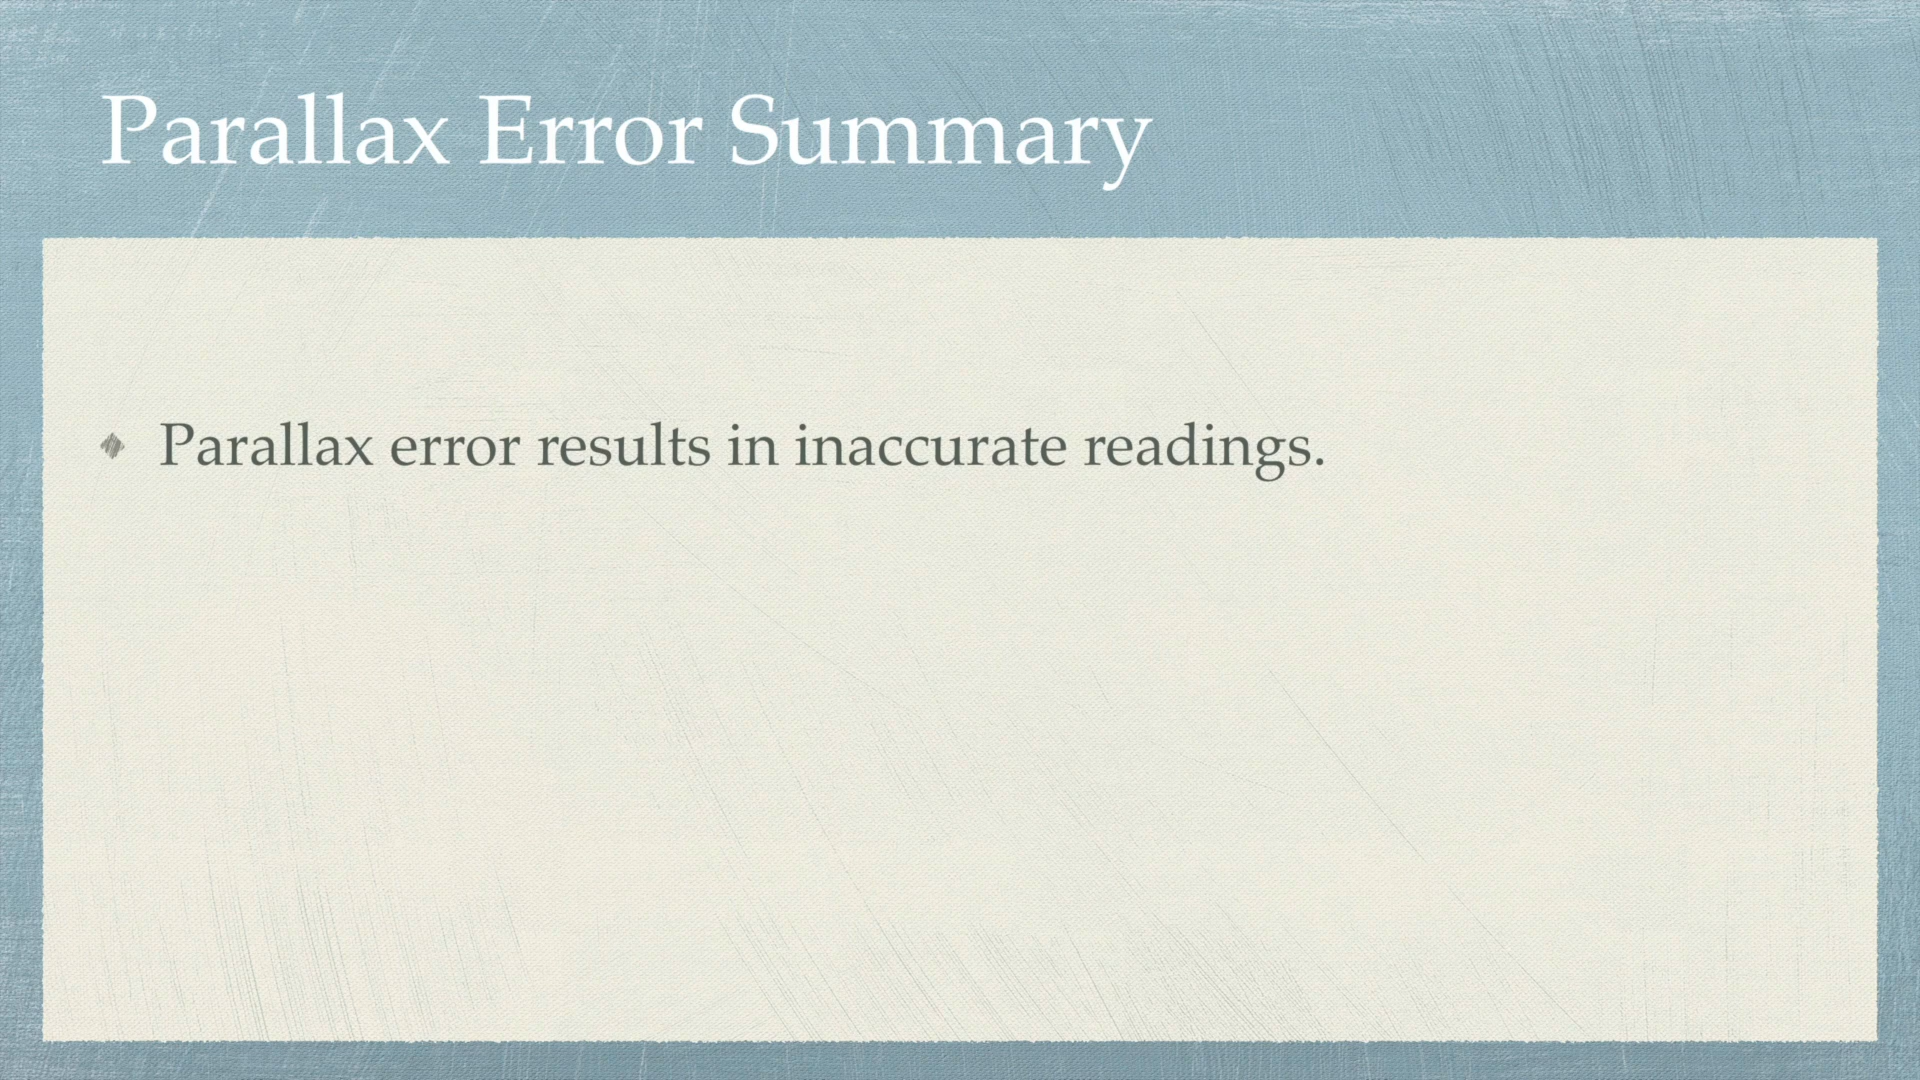 Parallax Error Summary
Parallax error results in inaccurate readings.